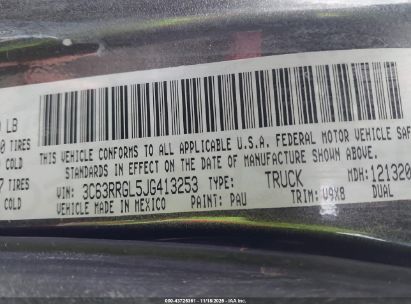 LB
TIRES
COLD
TIRES
COLD
THIS VEHICLE CONFORMS TO ALL APPLICABLE U.S.A. FEDERAL MOTOR VEHICLE SAF
STANDARDS IN EFFECT ON THE DATE OF MANUFACTURE SHOWN ABOVE.
VIN: 3C63RRGL5JG413253 TYPE: TRUCK MDH: 121320
VEHICLE MADE IN MEXICO PAINT: PAU TRIM: V9X8 DUAL